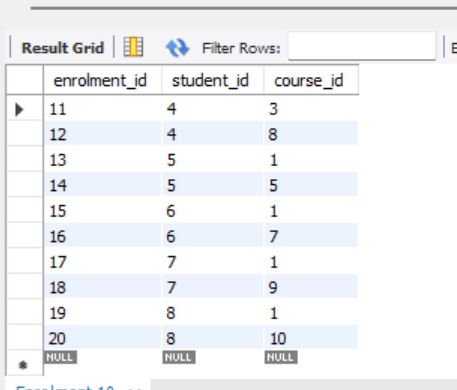 Result Grid Filter Rows: E
enrolment_id student_id course_id
11 4 3
12 4 8
13 5 1
14 5 5
15 6 1
16 6 7
17 7 1
18 7 9
19 8 1
20 8 10
NULL NULL NULL